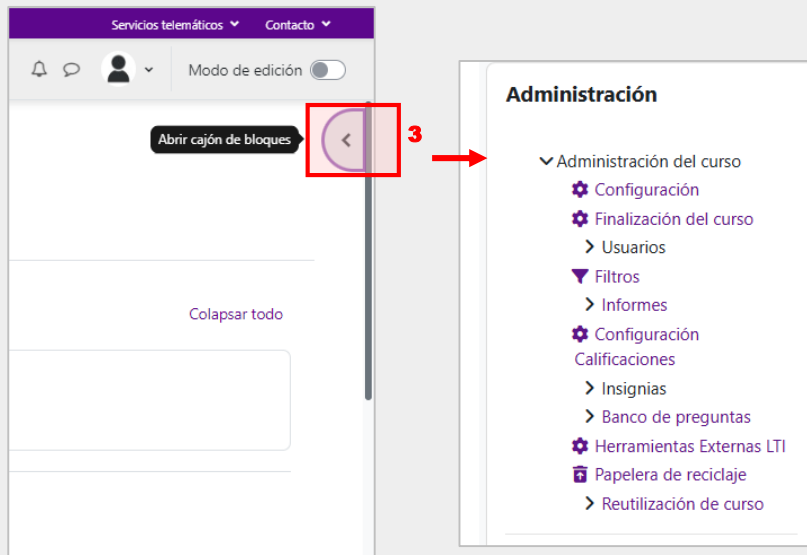 Servicios telemáticos
Contacto
Modo de edición
Abrir cajón de bloques
3
Colapsar todo
Administración
Administración del curso
Configuración
Finalización del curso
Usuarios
Filtros
Informes
Configuración
Calificaciones
Insignias
Banco de preguntas
Herramientas Externas LTI
Papelera de reciclaje
Reutilización de curso